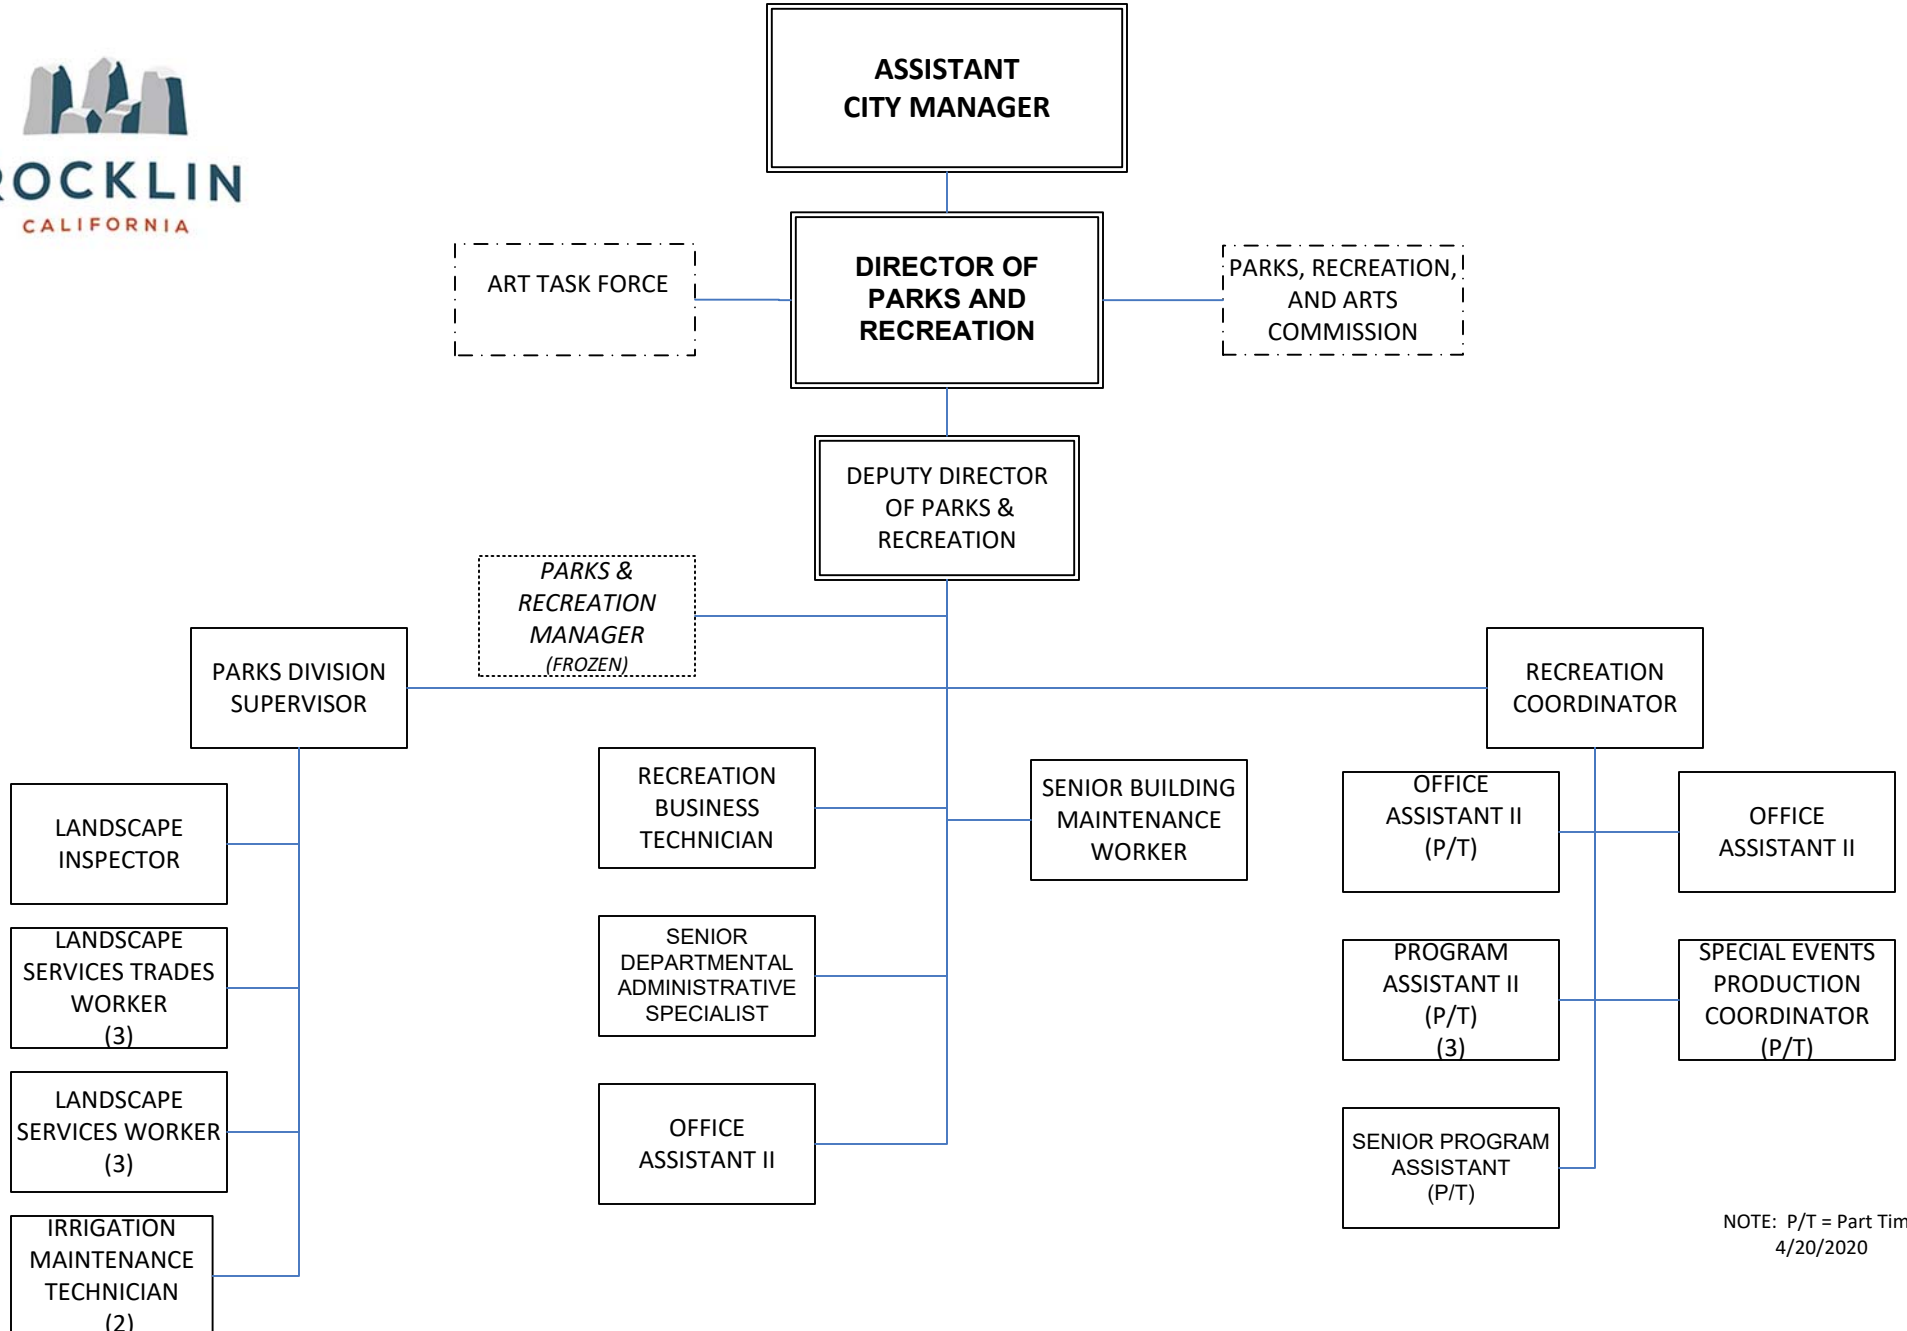 ROCKLIN
CALIFORNIA
ASSISTANT
CITY MANAGER
ART TASK FORCE
DIRECTOR OF
PARKS AND
RECREATION
PARKS, RECREATION,
AND ARTS
COMMISSION
DEPUTY DIRECTOR
OF PARKS &
RECREATION
PARKS &
RECREATION
MANAGER
(FROZEN)
PARKS DIVISION
SUPERVISOR
RECREATION
COORDINATOR
LANDSCAPE
INSPECTOR
LANDSCAPE
SERVICES TRADES
WORKER
(3)
LANDSCAPE
SERVICES WORKER
(3)
IRRIGATION
MAINTENANCE
TECHNICIAN
(2)
RECREATION
BUSINESS
TECHNICIAN
SENIOR
DEPARTMENTAL
ADMINISTRATIVE
SPECIALIST
OFFICE
ASSISTANT II
SENIOR BUILDING
MAINTENANCE
WORKER
OFFICE
ASSISTANT II
(P/T)
OFFICE
ASSISTANT II
PROGRAM
ASSISTANT II
(P/T)
(3)
SPECIAL EVENTS
PRODUCTION
COORDINATOR
(P/T)
SENIOR PROGRAM
ASSISTANT
(P/T)
NOTE: P/T = Part Tim
4/20/2020